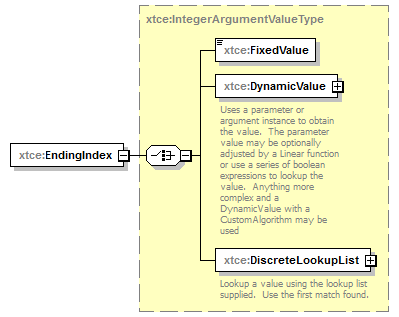 xtce:IntegerArgumentValueType
xtce:FixedValue
xtce:DynamicValue
Uses a parameter or
argument instance to obtain
the value. The parameter
value may be optionally
adjusted by a Linear function
or use a series of boolean
expressions to lookup the
value. Anything more
complex and a
DynamicValue with a
CustomAlgorithm may be
used
xtce:EndingIndex
xtce:DiscreteLookupList
Lookup a value using the lookup list
supplied. Use the first match found.